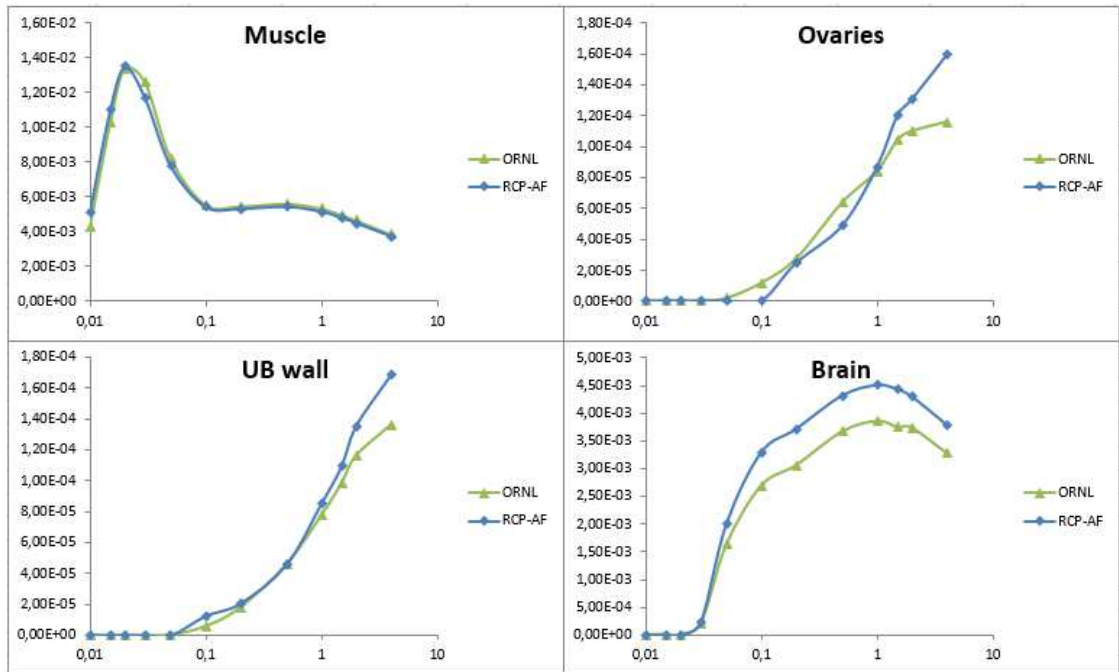 Muscle
1,60E-02
1,40E-02
1,20E-02
1,00E-02
8,00E-03
6,00E-03
4,00E-03
2,00E-03
0,00E+00
0,01
0,1
1
10
ORNL
RCP-AF
Ovaries
1,80E-04
1,60E-04
1,40E-04
1,20E-04
1,00E-04
8,00E-05
6,00E-05
4,00E-05
2,00E-05
0,00E+00
0,01
0,1
1
10
ORNL
RCP-AF
UB wall
1,80E-04
1,60E-04
1,40E-04
1,20E-04
1,00E-04
8,00E-05
6,00E-05
4,00E-05
2,00E-05
0,00E+00
0,01
0,1
1
10
ORNL
RCP-AF
Brain
5,00E-03
4,50E-03
4,00E-03
3,50E-03
3,00E-03
2,50E-03
2,00E-03
1,50E-03
1,00E-03
5,00E-04
0,00E+00
0,01
0,1
1
10
ORNL
RCP-AF